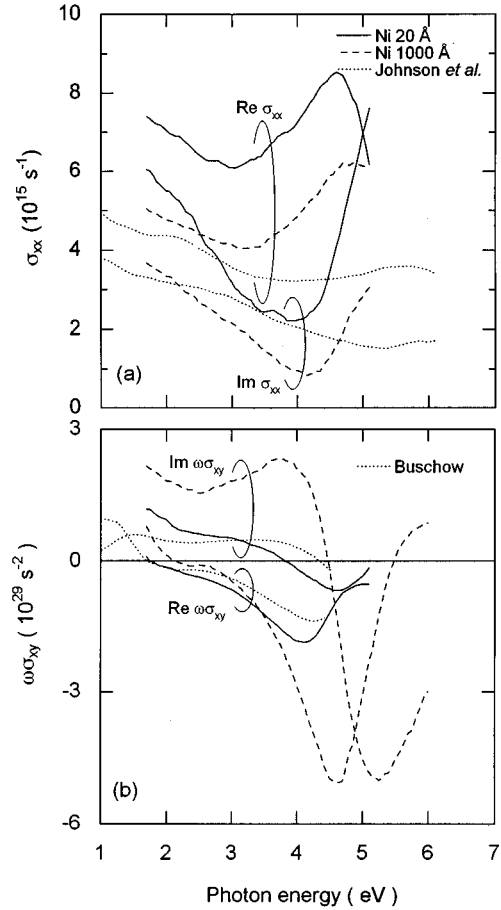 (a)
Ni 20 Å
Ni 1000 Å
Johnson et al.
10
8
6
4
2
0
σxx (10^15 s^-1)
Re σxx
Im σxx
(b)
Buschow
3
0
-3
-6
ωσxy ( 10^29 s^-2 )
Im ωσxy
Re ωσxy
1 2 3 4 5 6 7
Photon energy ( eV )